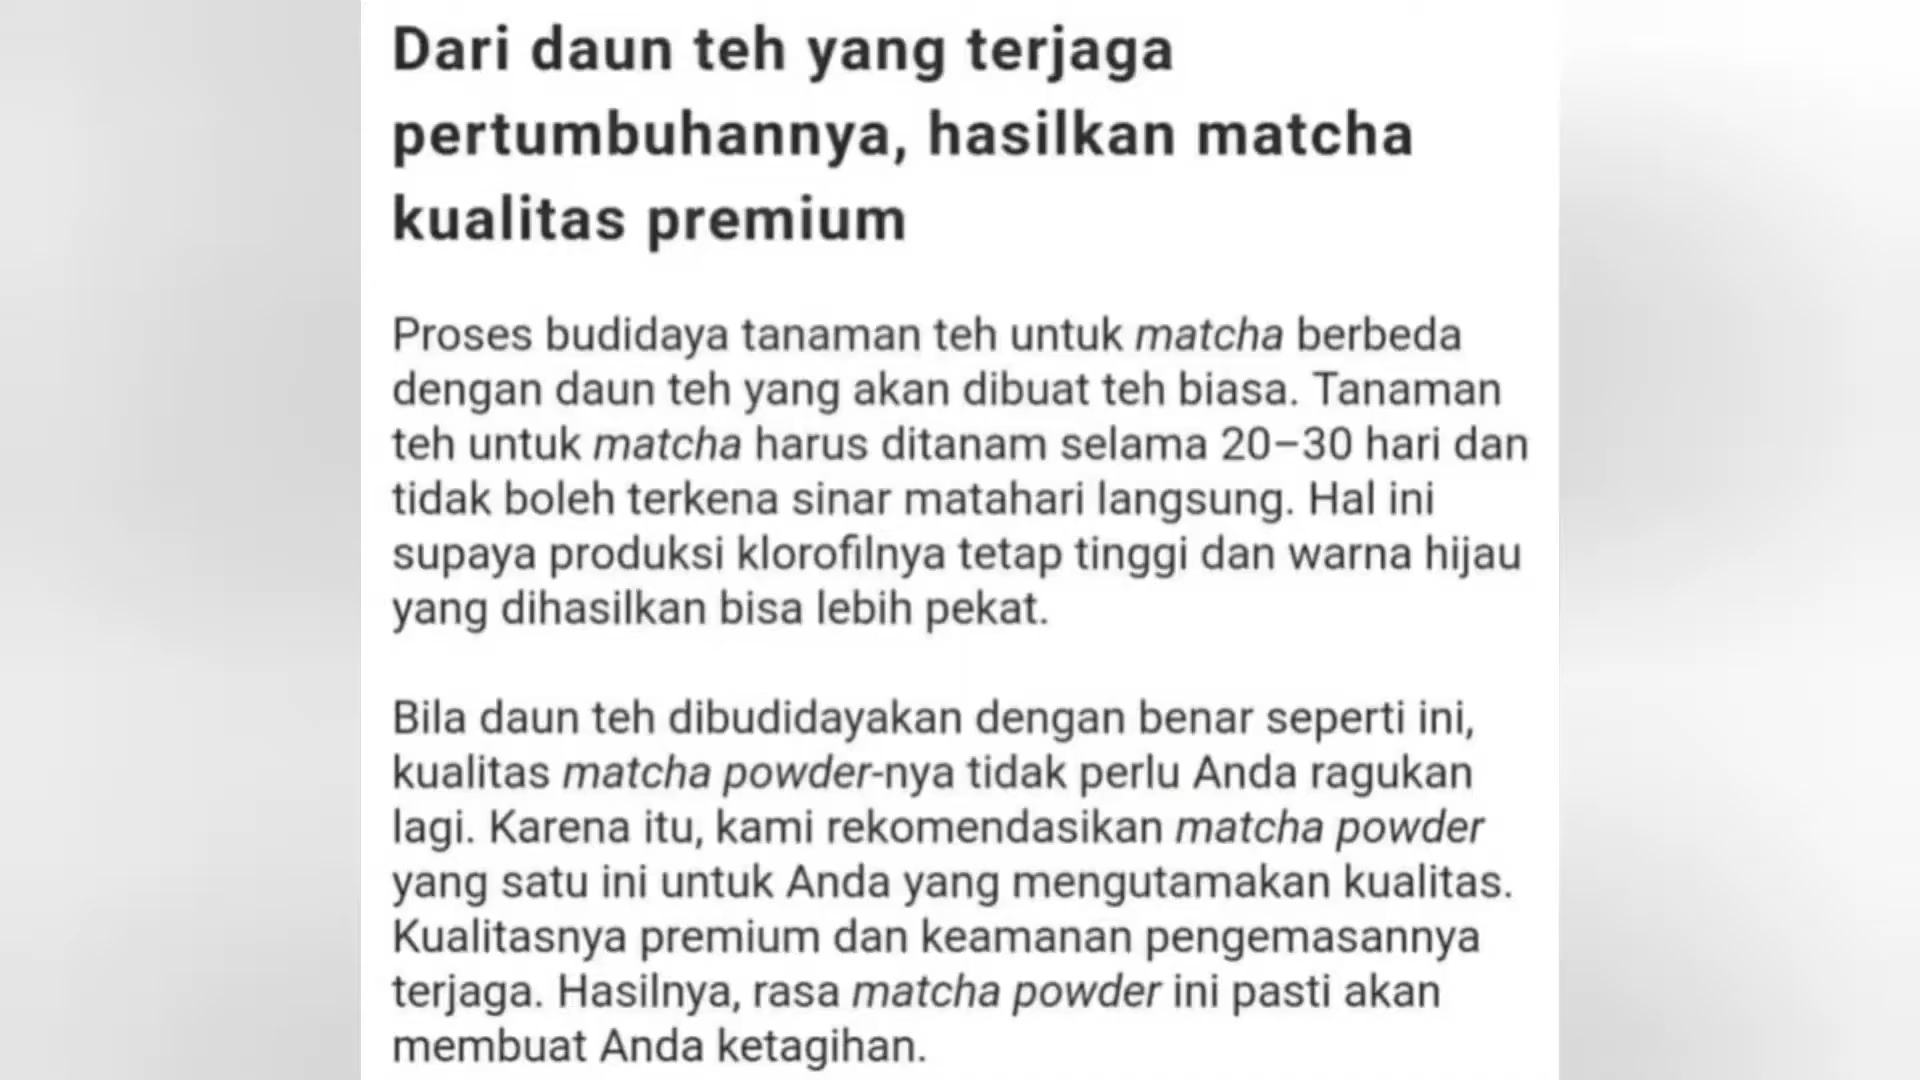 Dari daun teh yang terjaga
pertumbuhannya, hasilkan matcha
kualitas premium
Proses budidaya tanaman teh untuk matcha berbeda
dengan daun teh yang akan dibuat teh biasa. Tanaman
teh untuk matcha harus ditanam selama 20–30 hari dan
tidak boleh terkena sinar matahari langsung. Hal ini
supaya produksi klorofilnya tetap tinggi dan warna hijau
yang dihasilkan bisa lebih pekat.
Bila daun teh dibudidayakan dengan benar seperti ini,
kualitas matcha powder-nya tidak perlu Anda ragukan
lagi. Karena itu, kami rekomendasikan matcha powder
yang satu ini untuk Anda yang mengutamakan kualitas.
Kualitasnya premium dan keamanan pengemasannya
terjaga. Hasilnya, rasa matcha powder ini pasti akan
membuat Anda ketagihan.